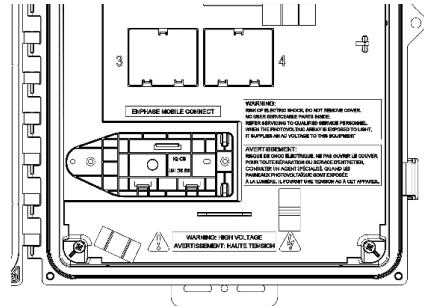 3
4
ENPHASE MOBILE CONNECT
WARNING:
RISK OF ELECTRIC SHOCK, DO NOT REMOVE COVER.
NO USER SERVICEABLE PARTS INSIDE.
REFER SERVICING TO QUALIFIED SERVICE PERSONNEL.
WHEN THE PHOTOVOLTAIC ARRAY IS EXPOSED TO LIGHT,
IT SUPPLIES AN AC VOLTAGE TO THIS EQUIPMENT
AVERTISSEMENT:
RISQUE DE CHOC ÉLECTRIQUE. NE PAS OUVRIR LE COUVER.
POUR TOUTE RÉPARATION OU SERVICE D'ENTRETIEN,
CONSULTER UN AGENT SPÉCIALISÉ. QUAND LES
PANNEAUX PHOTOVOLTAÏQUE SONT EXPOSÉS
À LA LUMIÈRE, IL FOURNIT UNE TENSION AC À CET APPAREIL.
WARNING: HIGH VOLTAGE
AVERTISSEMENT: HAUTE TENSION